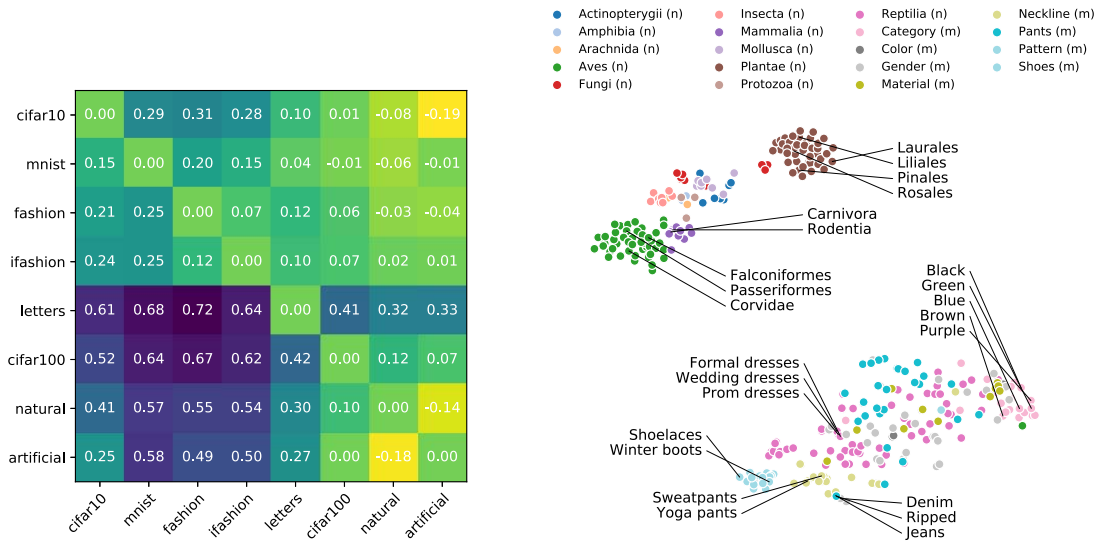 Actinopterygii (n)
Amphibia (n)
Arachnida (n)
Aves (n)
Fungi (n)
Insecta (n)
Mammalia (n)
Mollusca (n)
Plantae (n)
Protozoa (n)
Reptilia (n)
Category (m)
Color (m)
Gender (m)
Material (m)
Neckline (m)
Pants (m)
Pattern (m)
Shoes (m)
cifar10 0.00 0.29 0.31 0.28 0.10 0.01 -0.08 -0.19
mnist 0.15 0.00 0.20 0.15 0.04 -0.01 -0.06 -0.01
fashion 0.21 0.25 0.00 0.07 0.12 0.06 -0.03 -0.04
ifashion 0.24 0.25 0.12 0.00 0.10 0.07 0.02 0.01
letters 0.61 0.68 0.72 0.64 0.00 0.41 0.32 0.33
cifar100 0.52 0.64 0.67 0.62 0.42 0.00 0.12 0.07
natural 0.41 0.57 0.55 0.54 0.30 0.10 0.00 -0.14
artificial 0.25 0.58 0.49 0.50 0.27 0.00 -0.18 0.00
cifar10 mnist fashion ifashion letters cifar100 natural artificial
Laurales
Liliales
Pinales
Rosales
Carnivora
Rodentia
Falconiformes
Passeriformes
Corvidae
Black
Green
Blue
Brown
Purple
Formal dresses
Wedding dresses
Prom dresses
Shoelaces
Winter boots
Sweatpants
Yoga pants
Denim
Ripped
Jeans